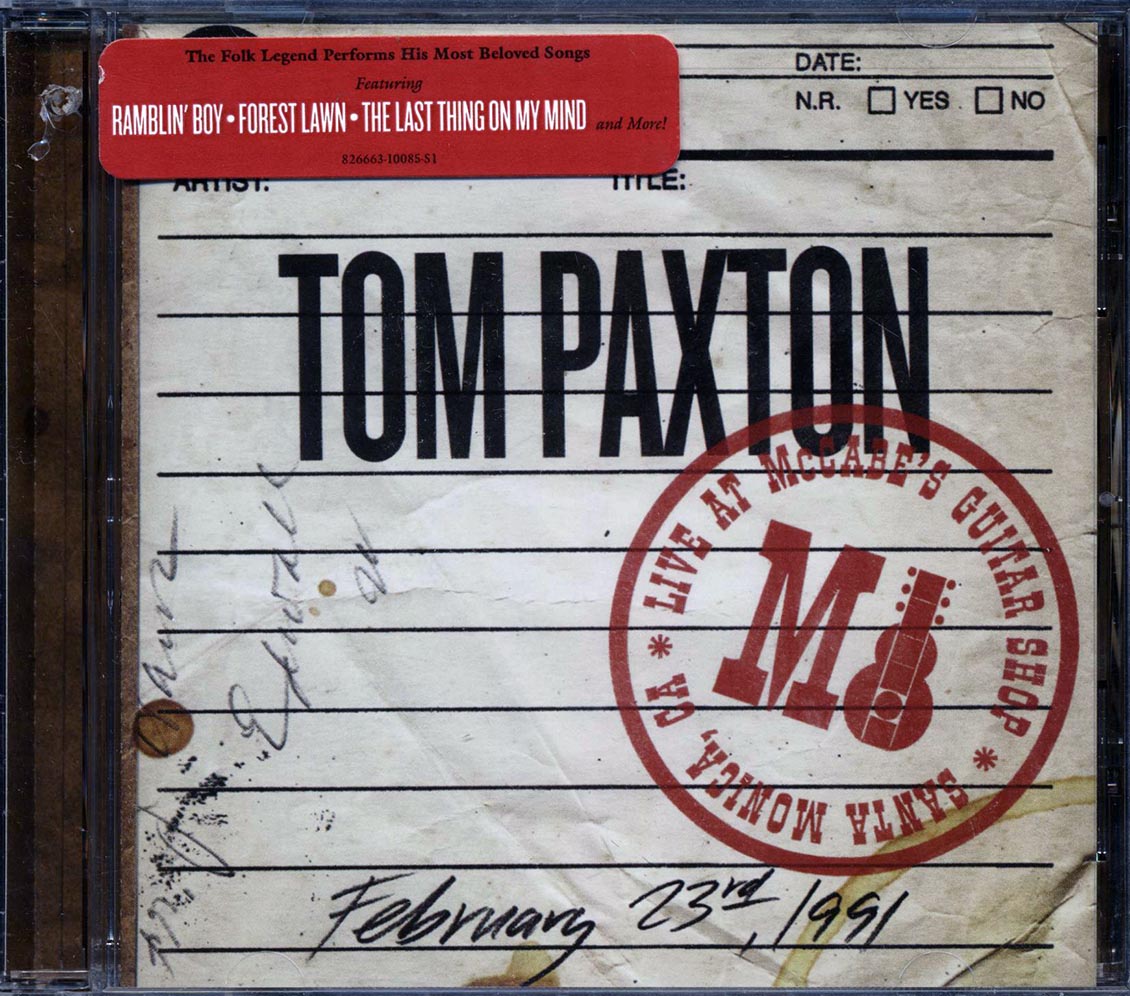 The Folk Legend Performs His Most Beloved Songs
Featuring
RAMBLIN' BOY • FOREST LAWN • THE LAST THING ON MY MIND and More!
826663-10085-S1
DATE:
N.R. YES NO
ARTIST: TITLE:
TOM PAXTON
LIVE AT McCABE'S GUITAR SHOP * SANTA MONICA, CA *
M
February 23rd, 1991